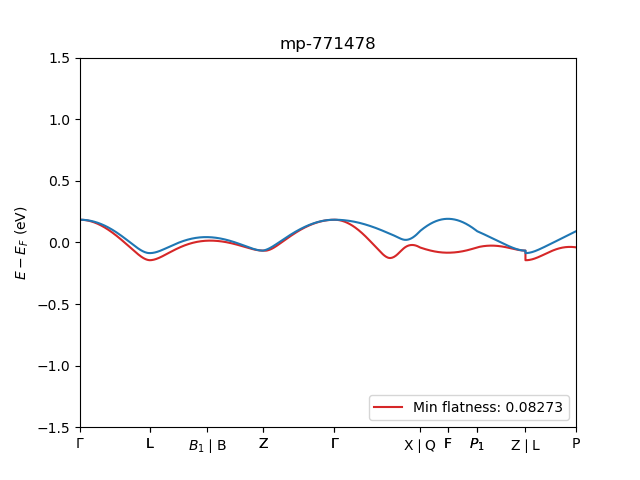 mp-771478
1.5
1.0
0.5
0.0
−0.5
−1.0
−1.5
E − E_F (eV)
Min flatness: 0.08273
Γ L B₁ | B Z Γ X | Q F P₁ Z | L P